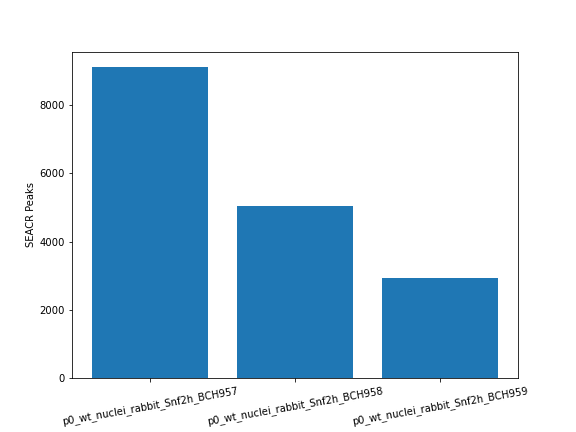 8000
6000
4000
2000
0
SEACR Peaks
p0_wt_nuclei_rabbit_Snf2h_BCH957
p0_wt_nuclei_rabbit_Snf2h_BCH958
p0_wt_nuclei_rabbit_Snf2h_BCH959